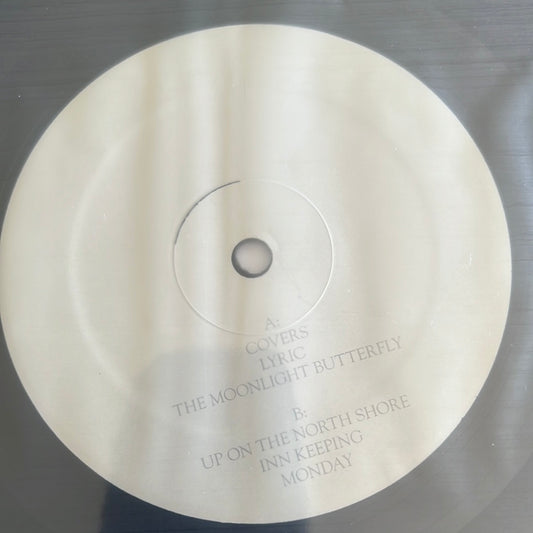 A:
COVERS
LYRIC
THE MOONLIGHT BUTTERFLY
B:
UP ON THE NORTH SHORE
INN KEEPING
MONDAY